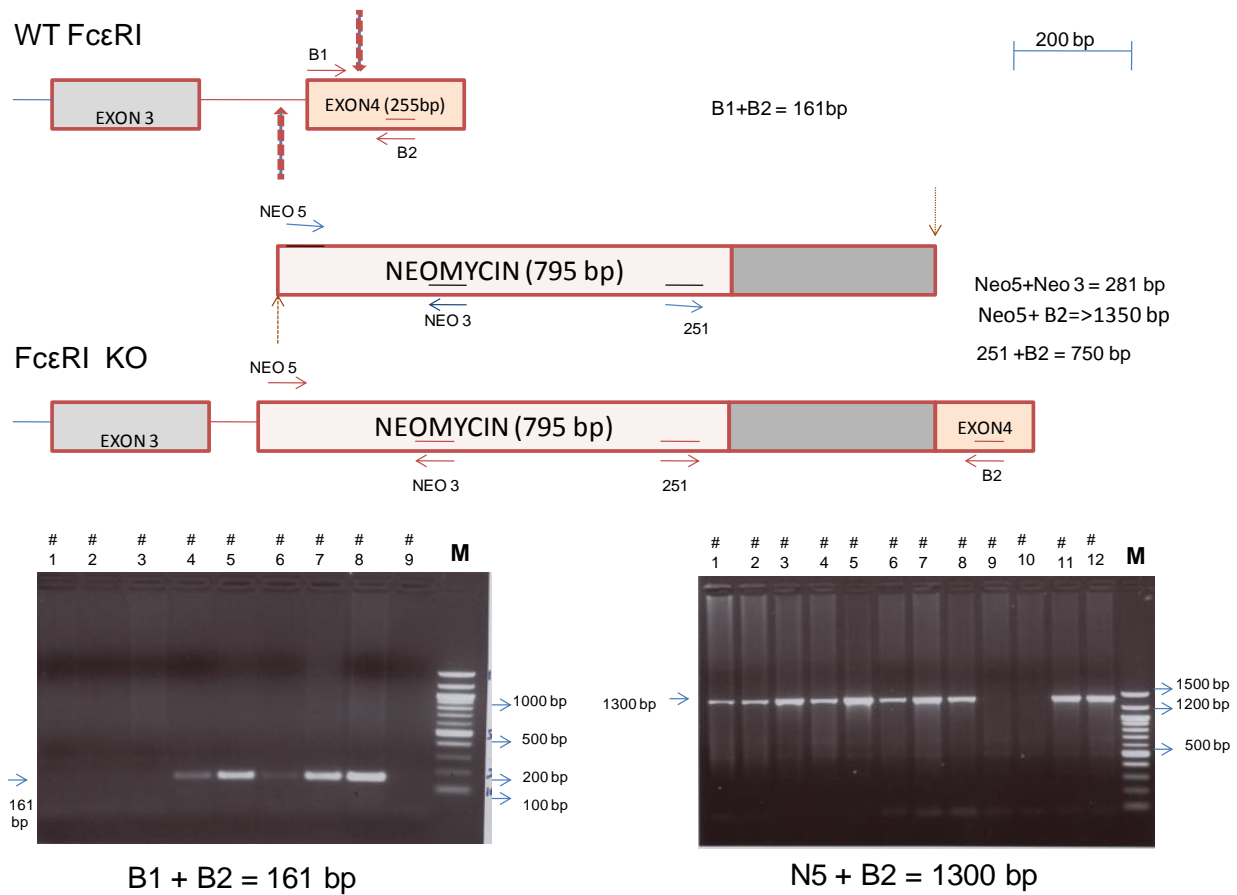 WT FcεRI
B1
200 bp
EXON 3
EXON4 (255bp)
B1+B2 = 161bp
B2
NEO 5
NEOMYCIN (795 bp)
NEO 3
251
Neo5+Neo 3 = 281 bp
Neo5+ B2=>1350 bp
251 +B2 = 750 bp
FcεRI KO
NEO 5
EXON 3
NEOMYCIN (795 bp)
EXON4
NEO 3
251
B2
# # # # # # # # #
1 2 3 4 5 6 7 8 9 M
1000 bp
500 bp
200 bp
100 bp
161
bp
B1 + B2 = 161 bp
# # # # # # # # # # # #
1 2 3 4 5 6 7 8 9 10 11 12 M
1300 bp
1500 bp
1200 bp
500 bp
N5 + B2 = 1300 bp